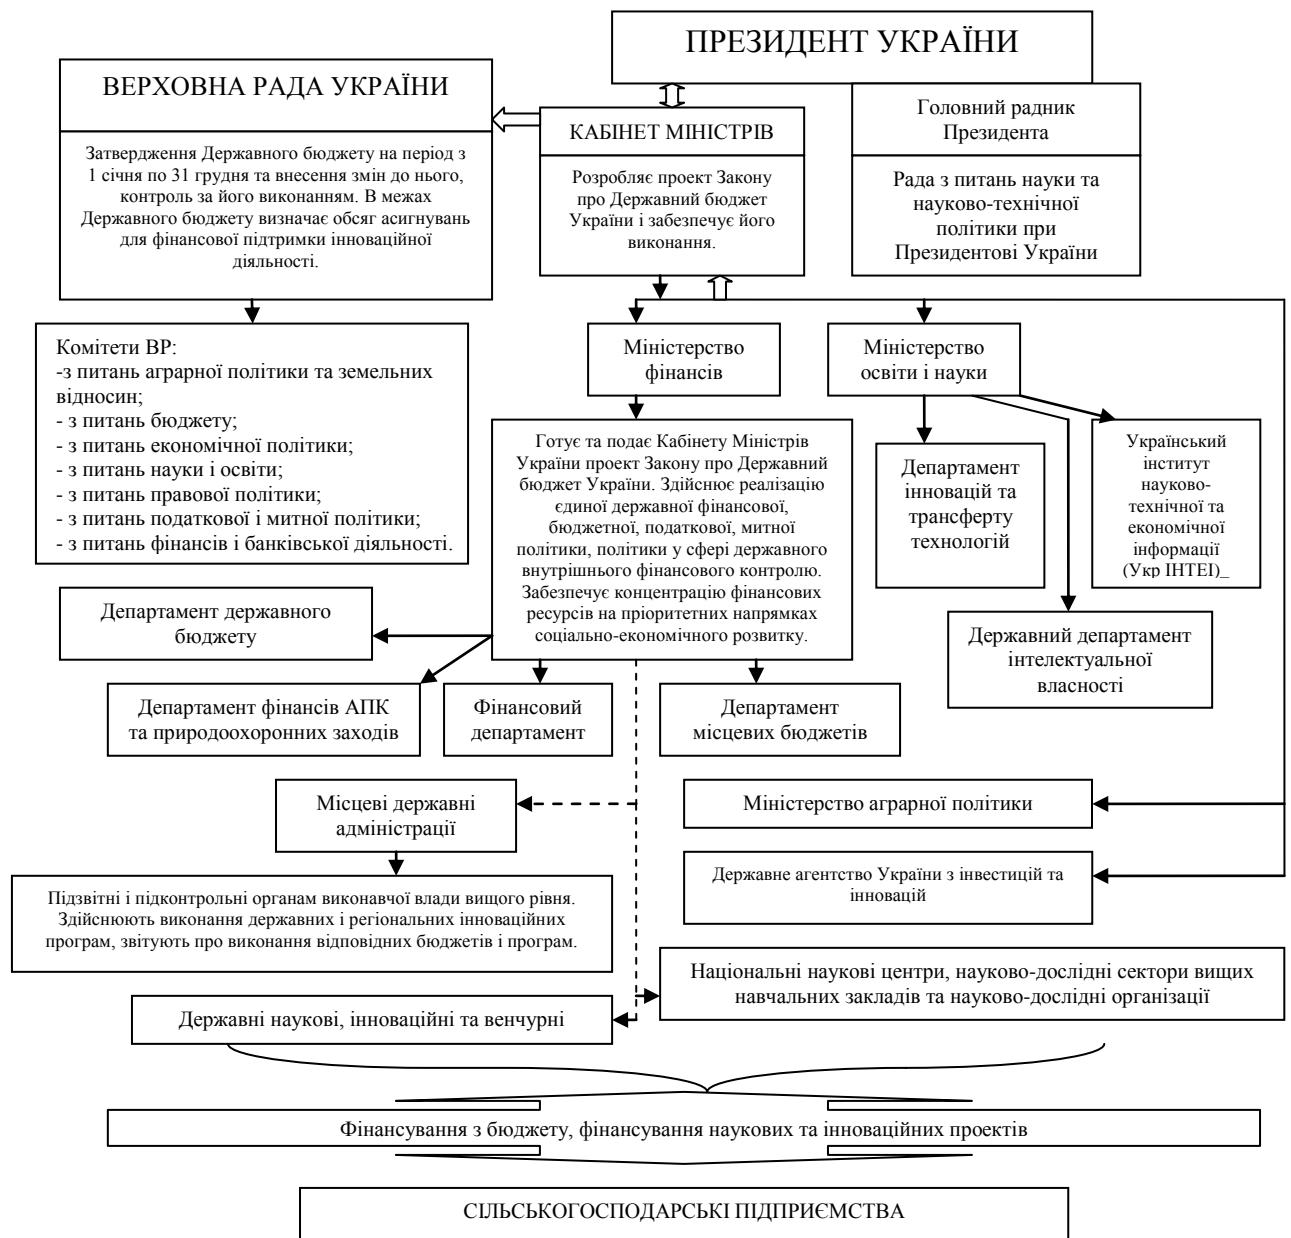 ПРЕЗИДЕНТ УКРАЇНИ
ВЕРХОВНА РАДА УКРАЇНИ
Затвердження Державного бюджету на період з
1 січня по 31 грудня та внесення змін до нього,
контроль за його виконанням. В межах
Державного бюджету визначає обсяг асигнувань
для фінансової підтримки інноваційної
діяльності.
КАБІНЕТ МІНІСТРІВ
Розробляє проект Закону
про Державний бюджет
України і забезпечує його
виконання.
Головний радник
Президента
Рада з питань науки та
науково-технічної
політики при
Президентові України
Комітети ВР:
-з питань аграрної політики та земельних
відносин;
- з питань бюджету;
- з питань економічної політики;
- з питань науки і освіти;
- з питань правової політики;
- з питань податкової і митної політики;
- з питань фінансів і банківської діяльності.
Міністерство
фінансів
Міністерство
освіти і науки
Готує та подає Кабінету Міністрів
України проект Закону про Державний
бюджет України. Здійснює реалізацію
єдиної державної фінансової,
бюджетної, податкової, митної
політики, політики у сфері державного
внутрішнього фінансового контролю.
Забезпечує концентрацію фінансових
ресурсів на пріоритетних напрямках
соціально-економічного розвитку.
Департамент
інновацій та
трансферту
технологій
Український
інститут
науково-
технічної та
економічної
інформації
(Укр ІНТЕІ)_
Департамент державного
бюджету
Державний департамент
інтелектуальної
власності
Департамент фінансів АПК
та природоохоронних заходів
Фінансовий
департамент
Департамент
місцевих бюджетів
Місцеві державні
адміністрації
Міністерство аграрної політики
Державне агентство України з інвестицій та
інновацій
Підзвітні і підконтрольні органам виконавчої влади вищого рівня.
Здійснюють виконання державних і регіональних інноваційних
програм, звітують про виконання відповідних бюджетів і програм.
Національні наукові центри, науково-дослідні сектори вищих
навчальних закладів та науково-дослідні організації
Державні наукові, інноваційні та венчурні
Фінансування з бюджету, фінансування наукових та інноваційних проектів
СІЛЬСЬКОГОСПОДАРСЬКІ ПІДПРИЄМСТВА